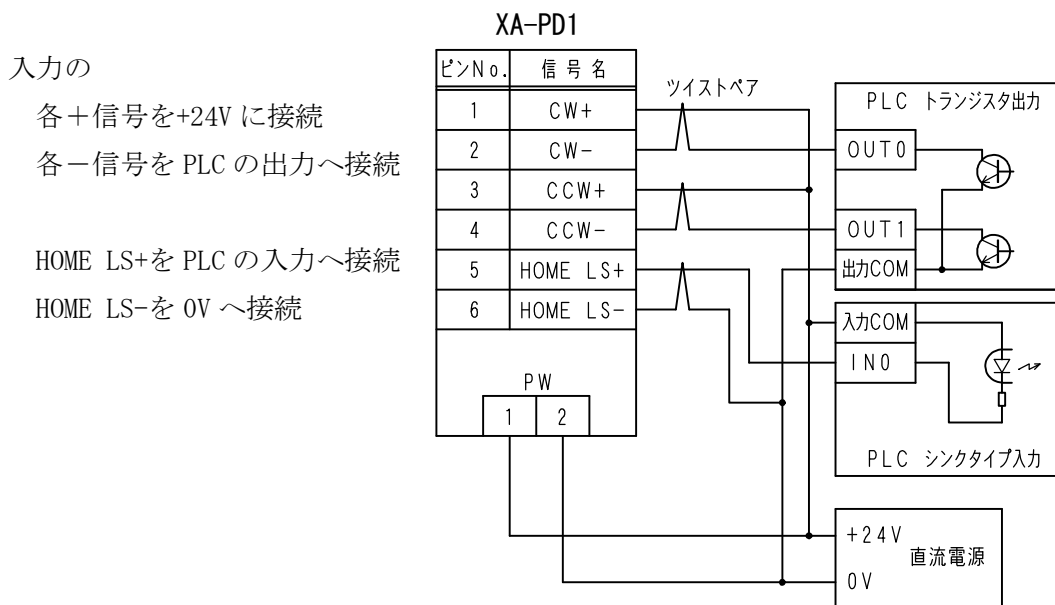 XA-PD1
入力の
各＋信号を+24V に接続
各－信号を PLC の出力へ接続
HOME LS+を PLC の入力へ接続
HOME LS-を 0V へ接続
ピンNo. 信号名
1 CW+
2 CW-
3 CCW+
4 CCW-
5 HOME LS+
6 HOME LS-
PW
1 2
ツイストペア
PLC トランジスタ出力
OUT0
OUT1
出力COM
入力COM
IN0
PLC シンクタイプ入力
+24V
直流電源
0V